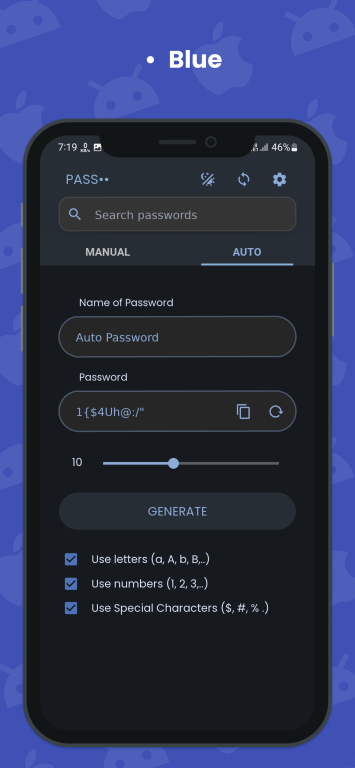 • Blue
7:19
46%
PASS••
Search passwords
MANUAL AUTO
Name of Password
Auto Password
Password
1{$4Uh@:/"
10
GENERATE
Use letters (a, A, b, B,..)
Use numbers (1, 2, 3,..)
Use Special Characters ($, #, % .)